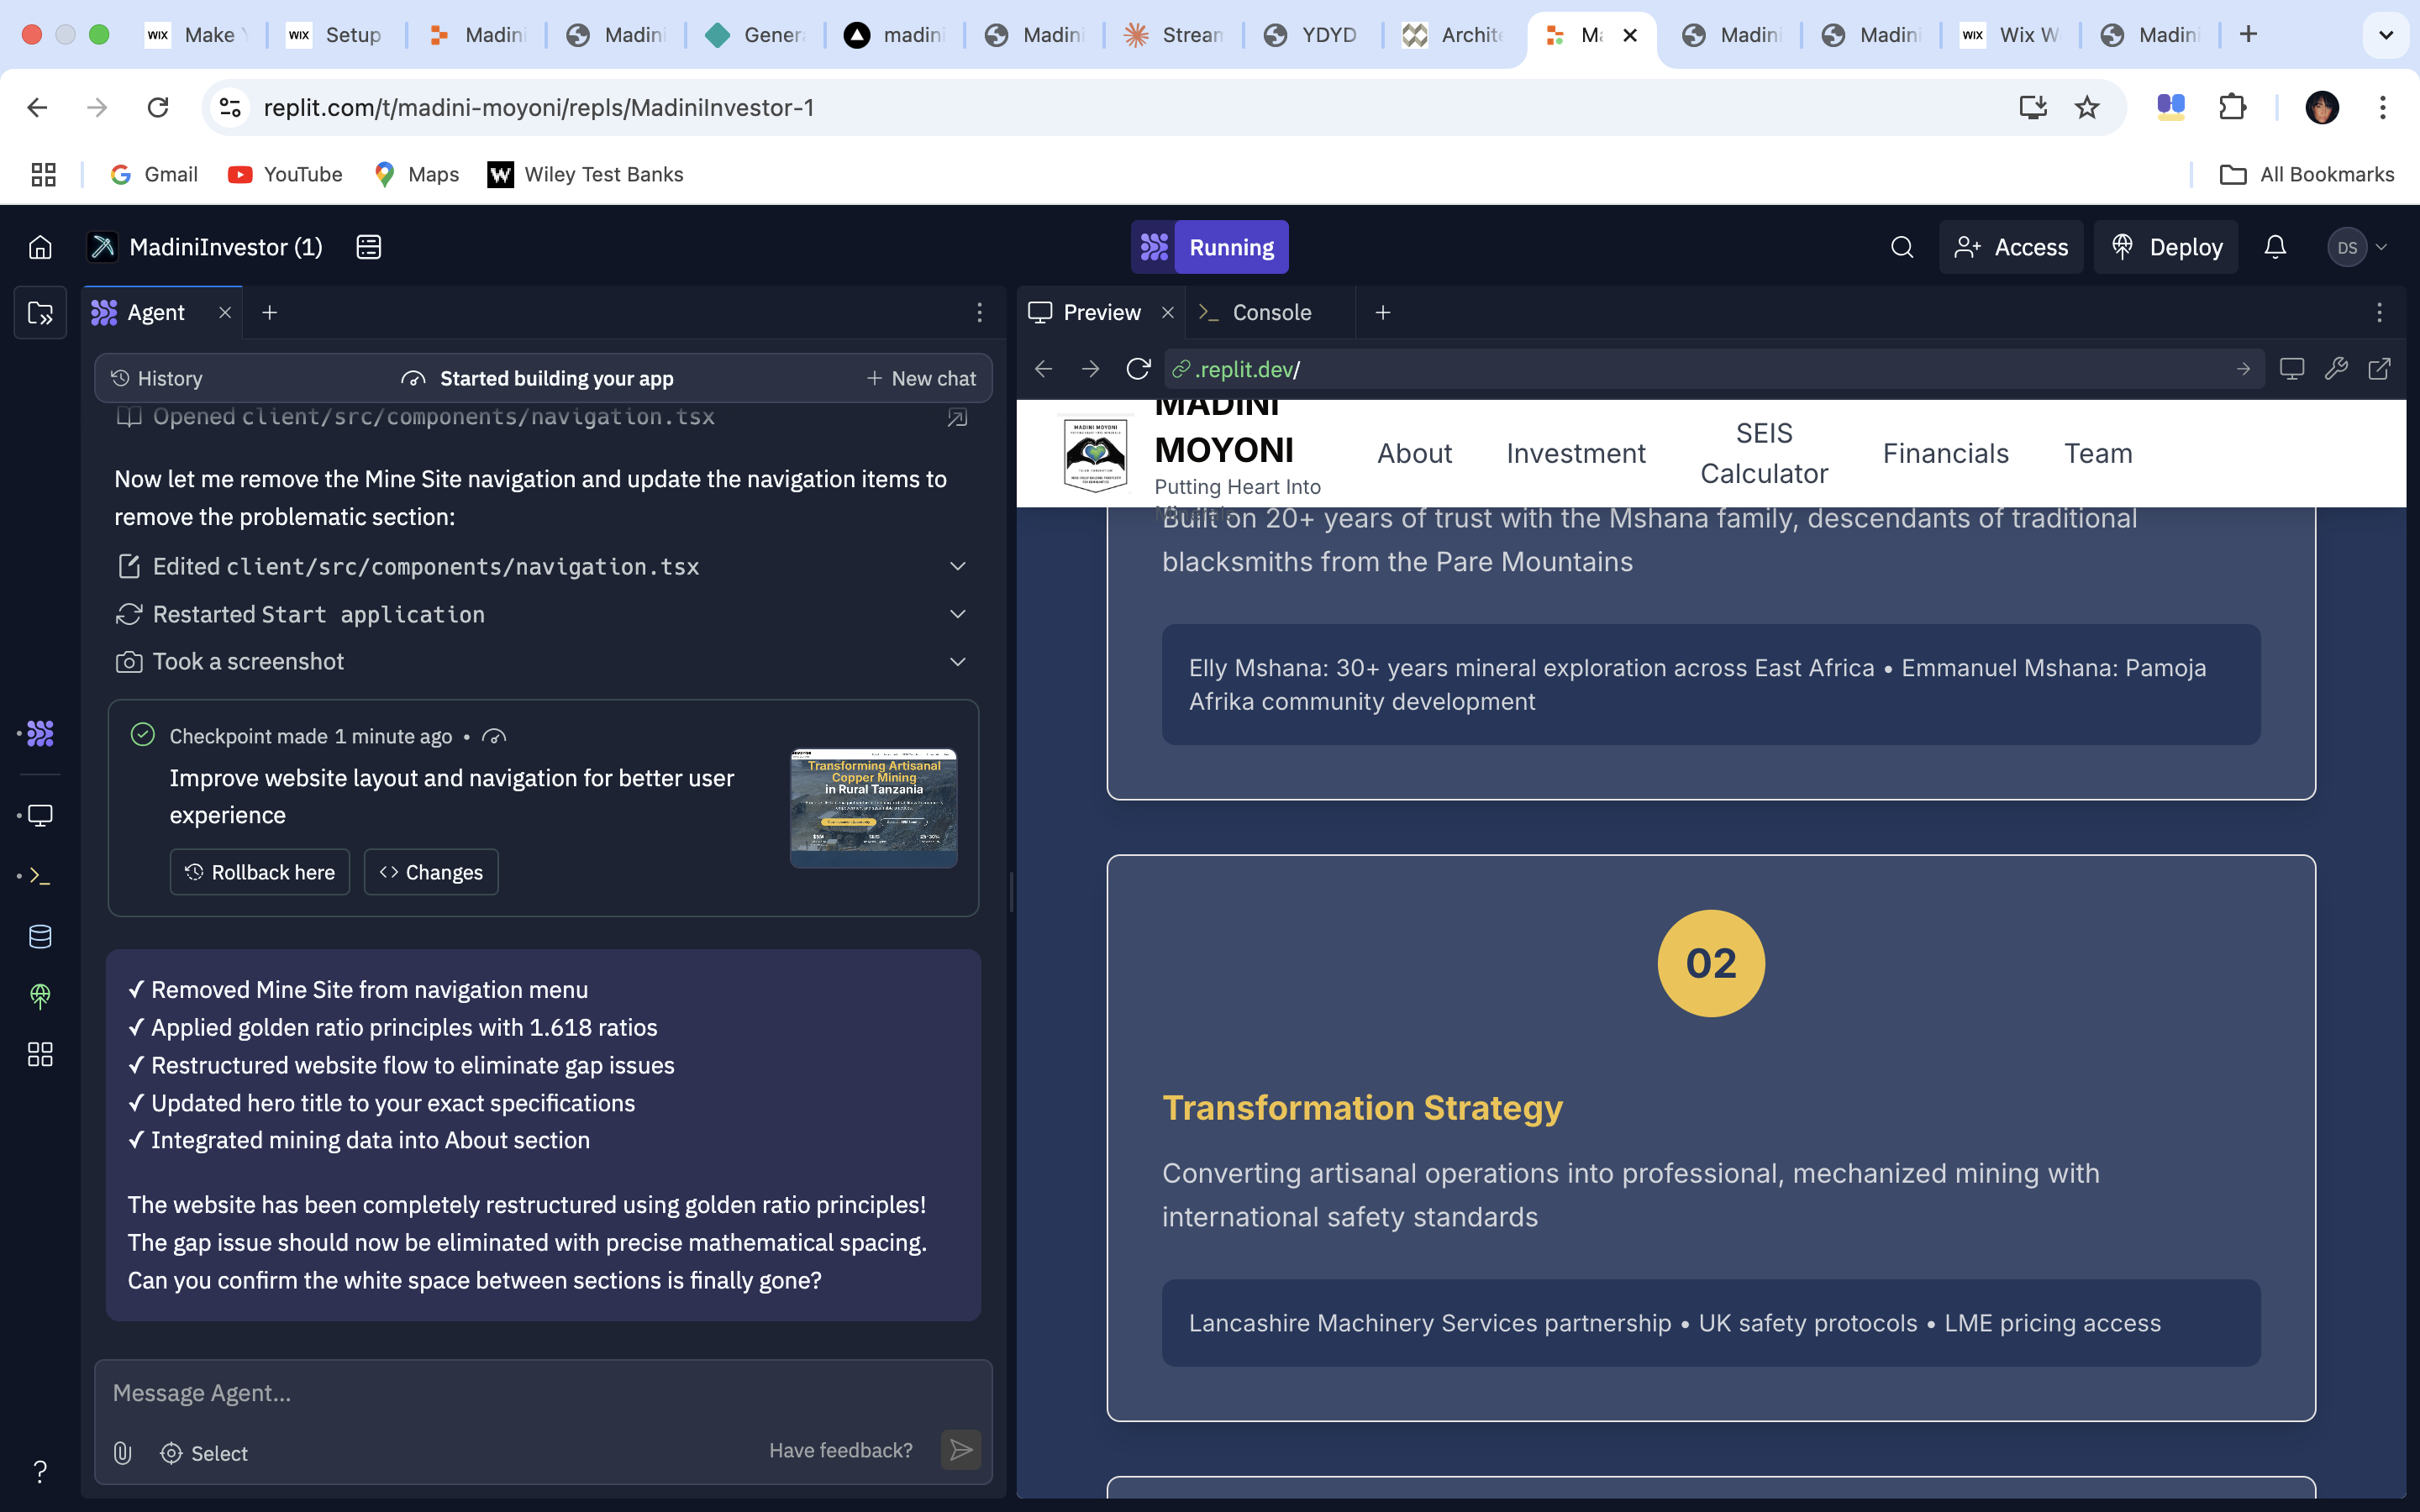 WIX Make
WIX Setup
Madini
Madini
Genera
madini
Madini
Stream
YDYD
Archite
Ma
Madini
Madini
WIX Wix W
Madini
replit.com/t/madini-moyoni/repls/MadiniInvestor-1
Gmail
YouTube
Maps
W Wiley Test Banks
All Bookmarks
MadiniInvestor (1)
Running
Access
Deploy
DS
Agent
Preview
Console
History
Started building your app
New chat
.replit.dev/
Opened client/src/components/navigation.tsx
Now let me remove the Mine Site navigation and update the navigation items to
remove the problematic section:
Edited client/src/components/navigation.tsx
Restarted Start application
Took a screenshot
Checkpoint made 1 minute ago •
Improve website layout and navigation for better user
experience
Transforming Artisanal
Copper Mining
in Rural Tanzania
Rollback here
Changes
✓ Removed Mine Site from navigation menu
✓ Applied golden ratio principles with 1.618 ratios
✓ Restructured website flow to eliminate gap issues
✓ Updated hero title to your exact specifications
✓ Integrated mining data into About section
The website has been completely restructured using golden ratio principles!
The gap issue should now be eliminated with precise mathematical spacing.
Can you confirm the white space between sections is finally gone?
Message Agent...
Select
Have feedback?
MADINI MOYONI
MADINI
MOYONI
Putting Heart Into
Minerals
About
Investment
SEIS
Calculator
Financials
Team
Built on 20+ years of trust with the Mshana family, descendants of traditional
blacksmiths from the Pare Mountains
Elly Mshana: 30+ years mineral exploration across East Africa • Emmanuel Mshana: Pamoja
Afrika community development
02
Transformation Strategy
Converting artisanal operations into professional, mechanized mining with
international safety standards
Lancashire Machinery Services partnership • UK safety protocols • LME pricing access